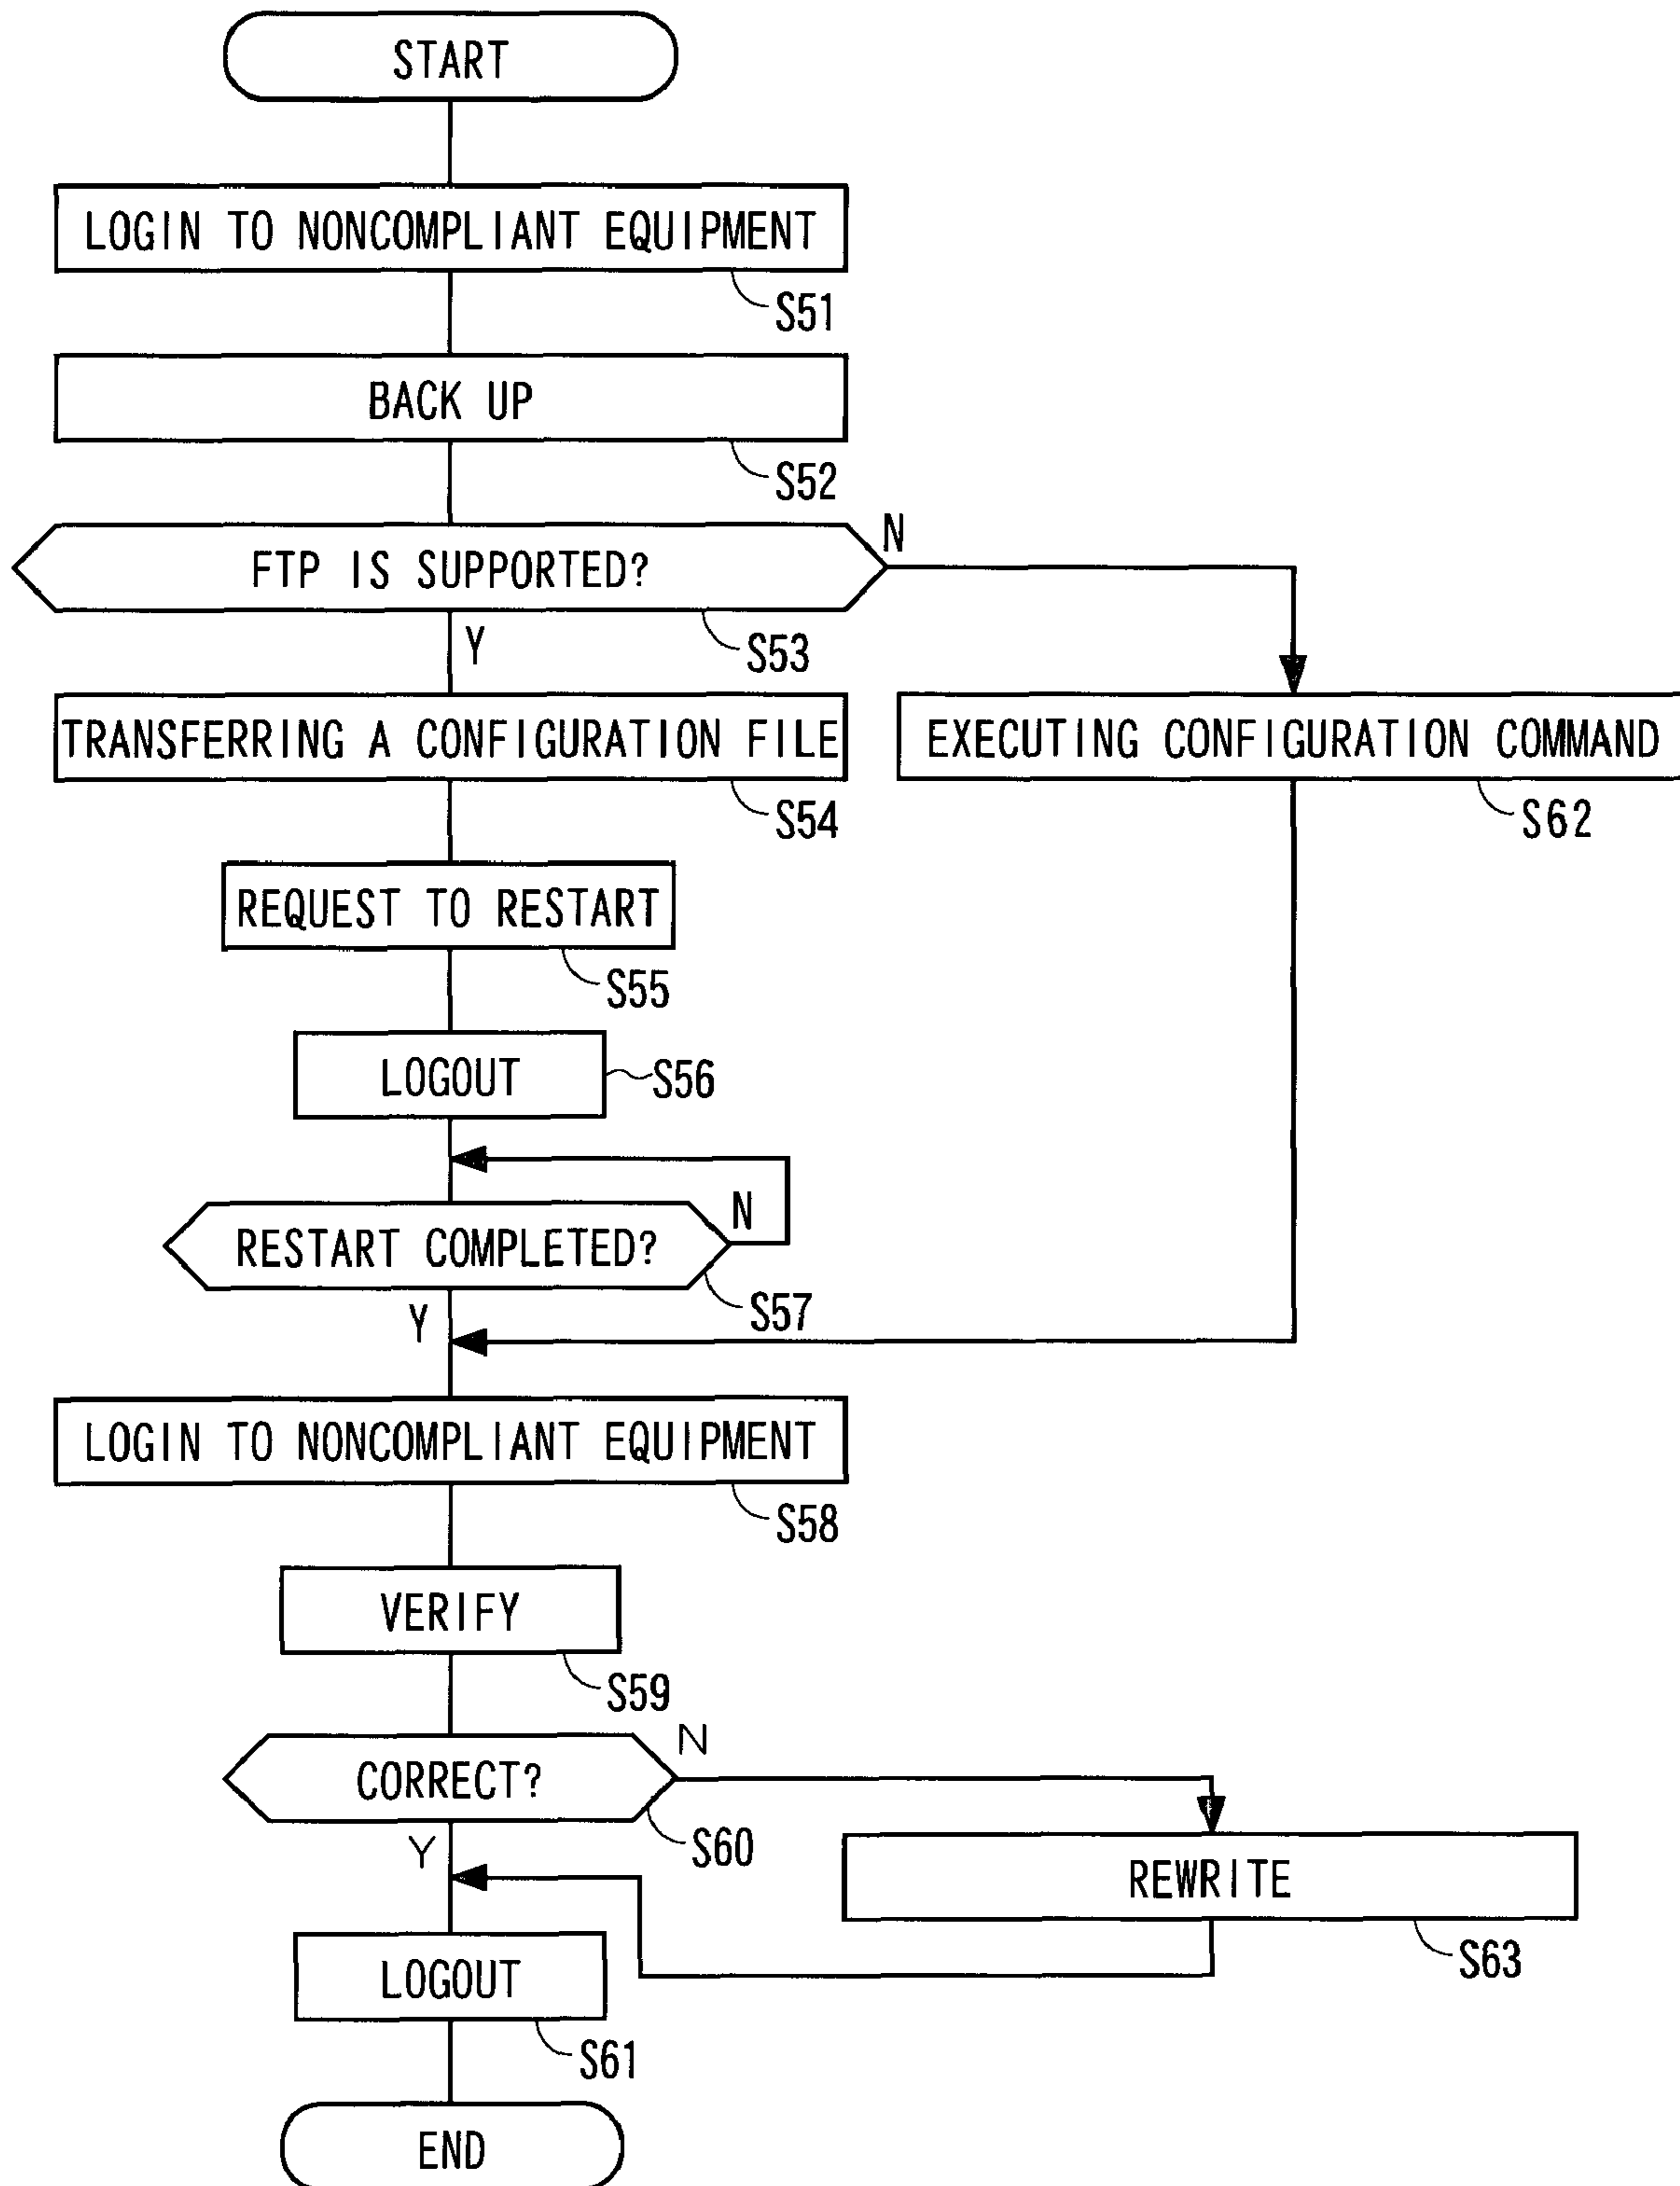 START
LOGIN TO NONCOMPLIANT EQUIPMENT
S51
BACK UP
S52
FTP IS SUPPORTED?
N
Y
S53
TRANSFERRING A CONFIGURATION FILE
S54
EXECUTING CONFIGURATION COMMAND
S62
REQUEST TO RESTART
S55
LOGOUT
S56
RESTART COMPLETED?
N
Y
S57
LOGIN TO NONCOMPLIANT EQUIPMENT
S58
VERIFY
S59
CORRECT?
N
Y
S60
REWRITE
S63
LOGOUT
S61
END